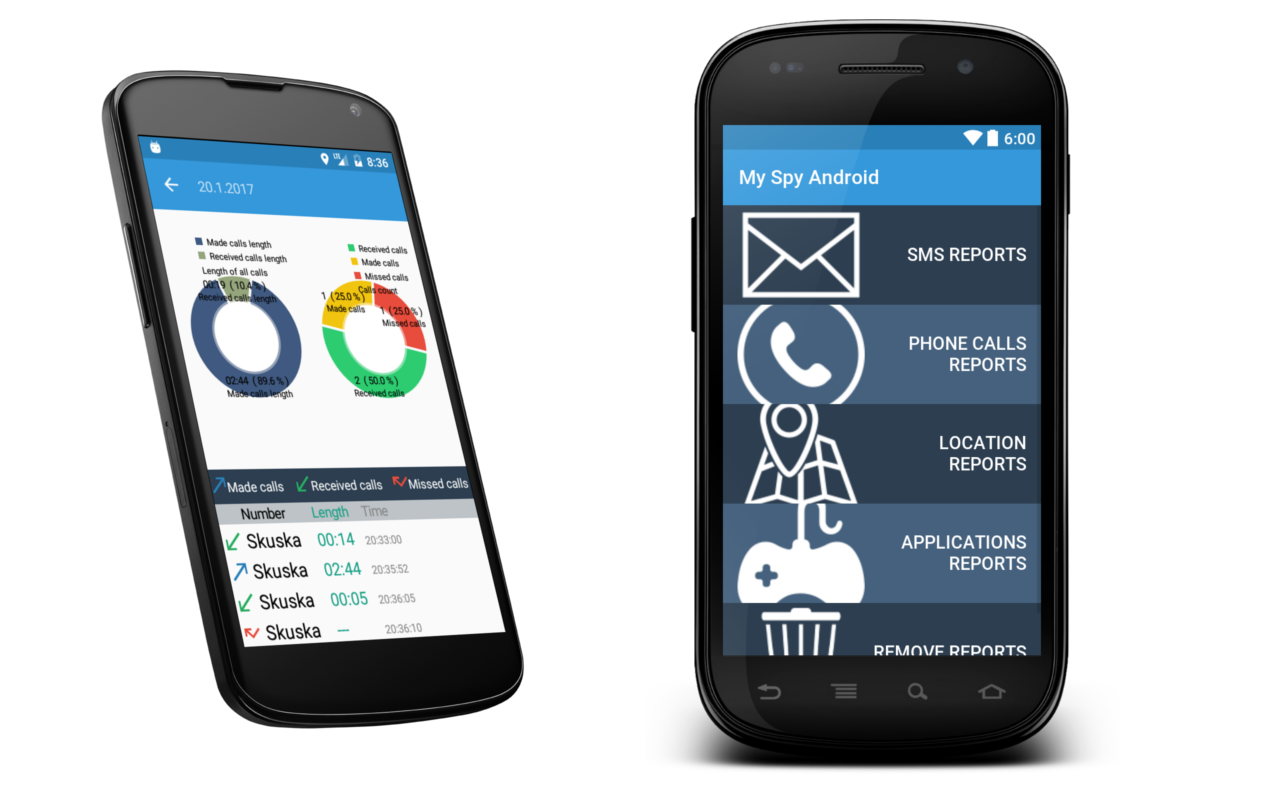 LTE 8:36
20.1.2017
Made calls length
Received calls length
Length of all calls
00:19 (10.4 %)
Received calls length
02:44 (89.6 %)
Made calls length
Received calls
Made calls
Missed calls
Calls count
1 (25.0 %)
Made calls
1 (25.0 %)
Missed calls
2 (50.0 %)
Received calls
Made calls Received calls Missed calls
Number Length Time
Skuska 00:14 20:33:00
Skuska 02:44 20:35:52
Skuska 00:05 20:36:05
Skuska — 20:36:10
6:00
My Spy Android
SMS REPORTS
PHONE CALLS
REPORTS
LOCATION
REPORTS
APPLICATIONS
REPORTS
REMOVE REPORTS